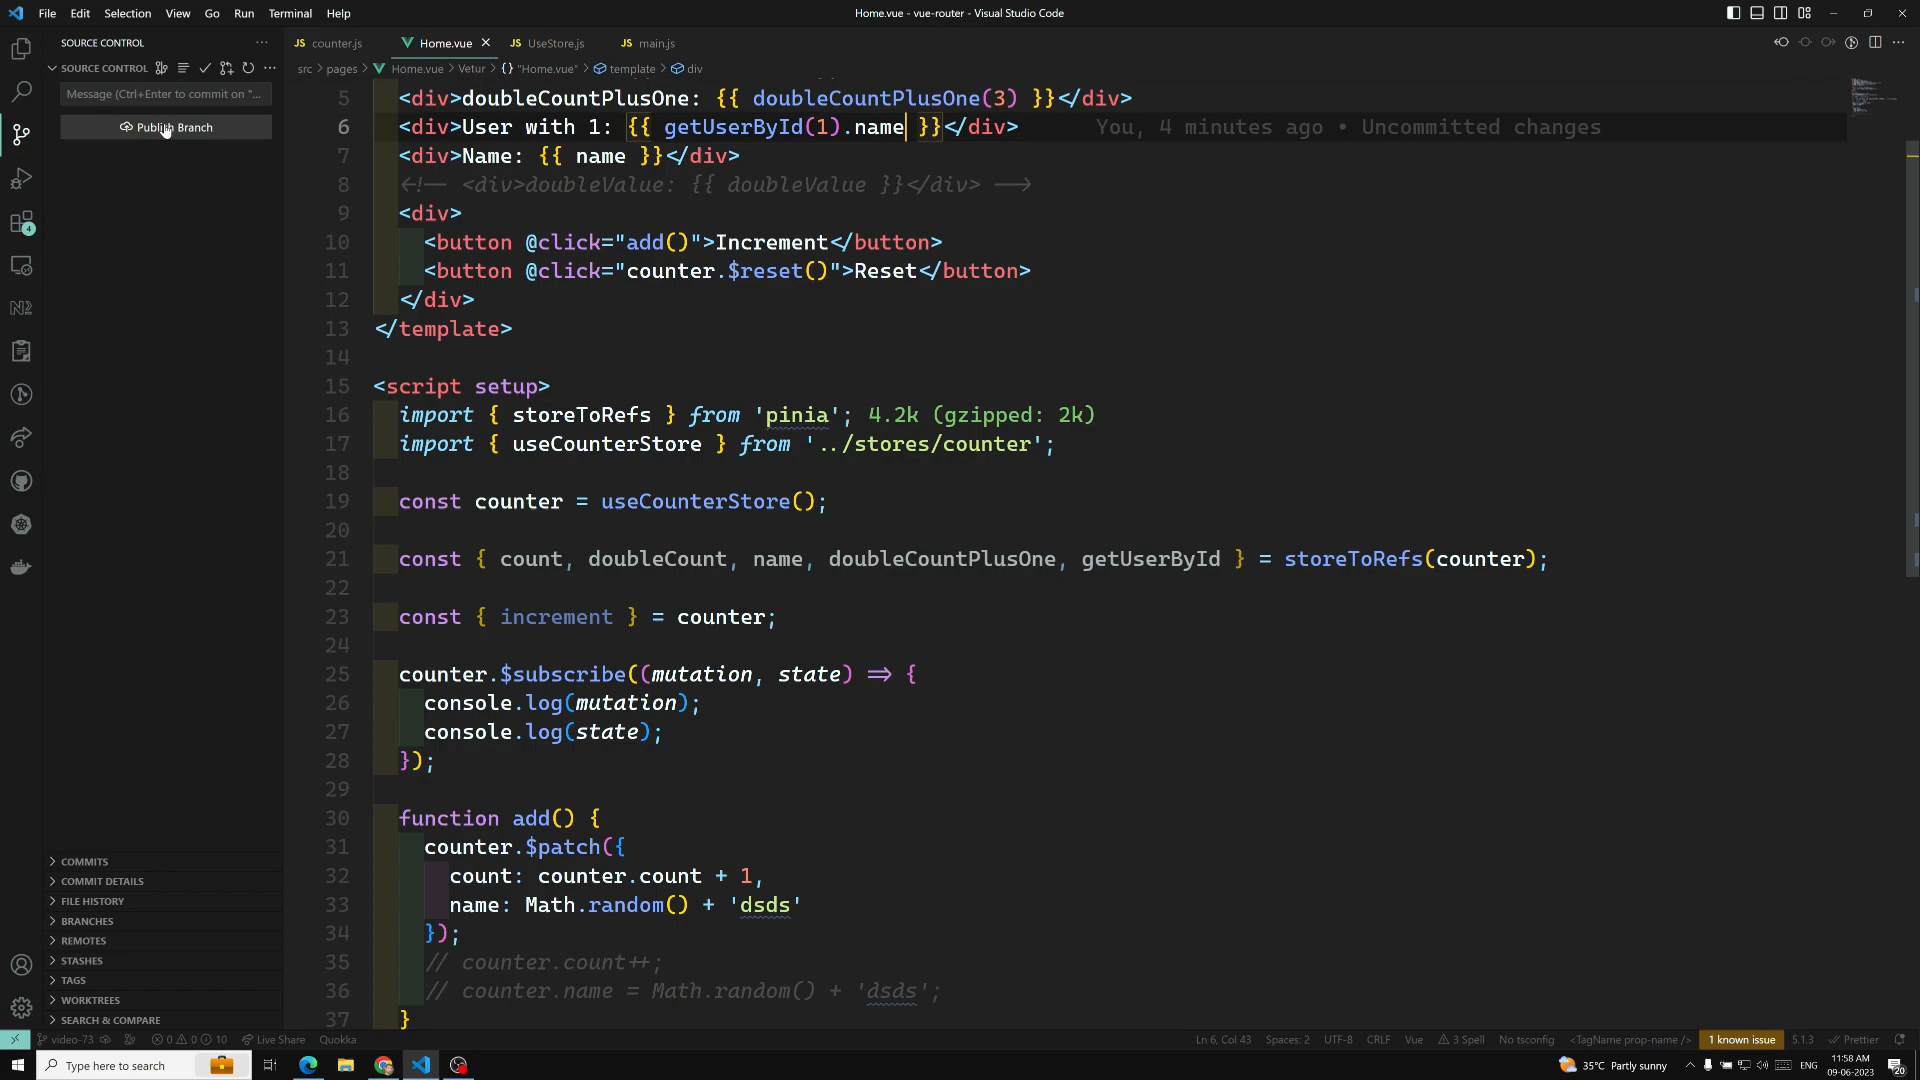 File Edit Selection View Go Run Terminal Help
Home.vue - vue-router - Visual Studio Code
SOURCE CONTROL
SOURCE CONTROL
Message (Ctrl+Enter to commit on "...
Publish Branch
4
COMMITS
COMMIT DETAILS
FILE HISTORY
BRANCHES
REMOTES
STASHES
TAGS
WORKTREES
SEARCH & COMPARE
JS counter.js Home.vue JS UseStore.js JS main.js
src > pages > Home.vue > Vetur > {} "Home.vue" > template > div
5 <div>doubleCountPlusOne: {{ doubleCountPlusOne(3) }}</div>
6 <div>User with 1: {{ getUserById(1).name }}</div> You, 4 minutes ago • Uncommitted changes
7 <div>Name: {{ name }}</div>
8 <!-- <div>doubleValue: {{ doubleValue }}</div> -->
9 <div>
10 <button @click="add()">Increment</button>
11 <button @click="counter.$reset()">Reset</button>
12 </div>
13 </template>
14
15 <script setup>
16 import { storeToRefs } from 'pinia'; 4.2k (gzipped: 2k)
17 import { useCounterStore } from '../stores/counter';
18
19 const counter = useCounterStore();
20
21 const { count, doubleCount, name, doubleCountPlusOne, getUserById } = storeToRefs(counter);
22
23 const { increment } = counter;
24
25 counter.$subscribe((mutation, state) => {
26 console.log(mutation);
27 console.log(state);
28 });
29
30 function add() {
31 counter.$patch({
32 count: counter.count + 1,
33 name: Math.random() + 'dsds'
34 });
35 // counter.count++;
36 // counter.name = Math.random() + 'dsds';
37 }
video-73 0 0 10 Live Share Quokka Ln 6, Col 43 Spaces: 2 UTF-8 CRLF Vue 3 Spell No tsconfig <TagName prop-name /> 1 known issue 5.1.3 Prettier
Type here to search
35°C Partly sunny ENG
11:58 AM
09-06-2023
20